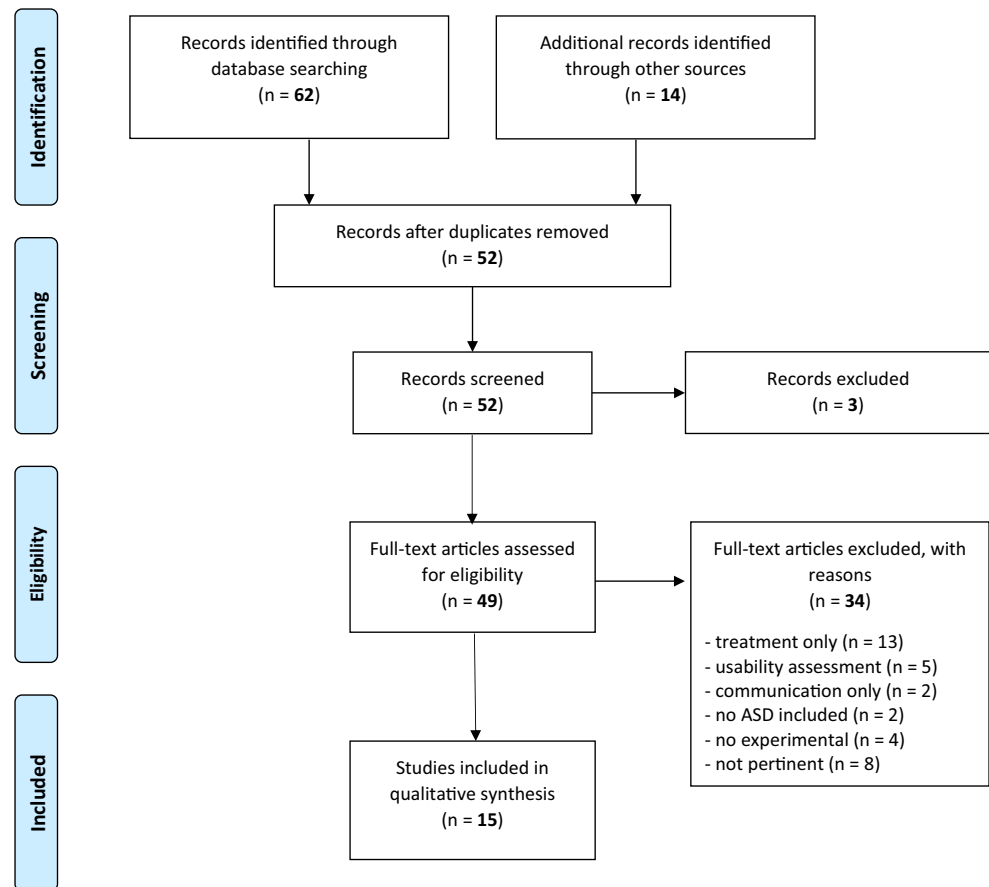 Identification
Records identified through
database searching
(n = 62)
Additional records identified
through other sources
(n = 14)
Records after duplicates removed
(n = 52)
Screening
Records screened
(n = 52)
Records excluded
(n = 3)
Eligibility
Full-text articles assessed
for eligibility
(n = 49)
Full-text articles excluded, with
reasons
(n = 34)
- treatment only (n = 13)
- usability assessment (n = 5)
- communication only (n = 2)
- no ASD included (n = 2)
- no experimental (n = 4)
- not pertinent (n = 8)
Included
Studies included in
qualitative synthesis
(n = 15)